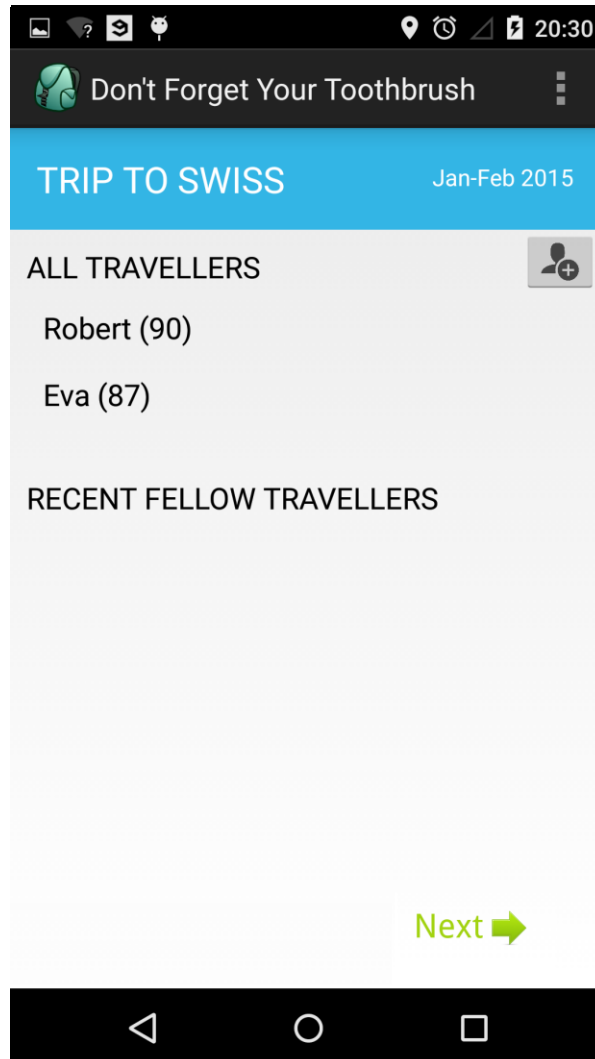 20:30
Don't Forget Your Toothbrush
TRIP TO SWISS Jan-Feb 2015
ALL TRAVELLERS
Robert (90)
Eva (87)
RECENT FELLOW TRAVELLERS
Next